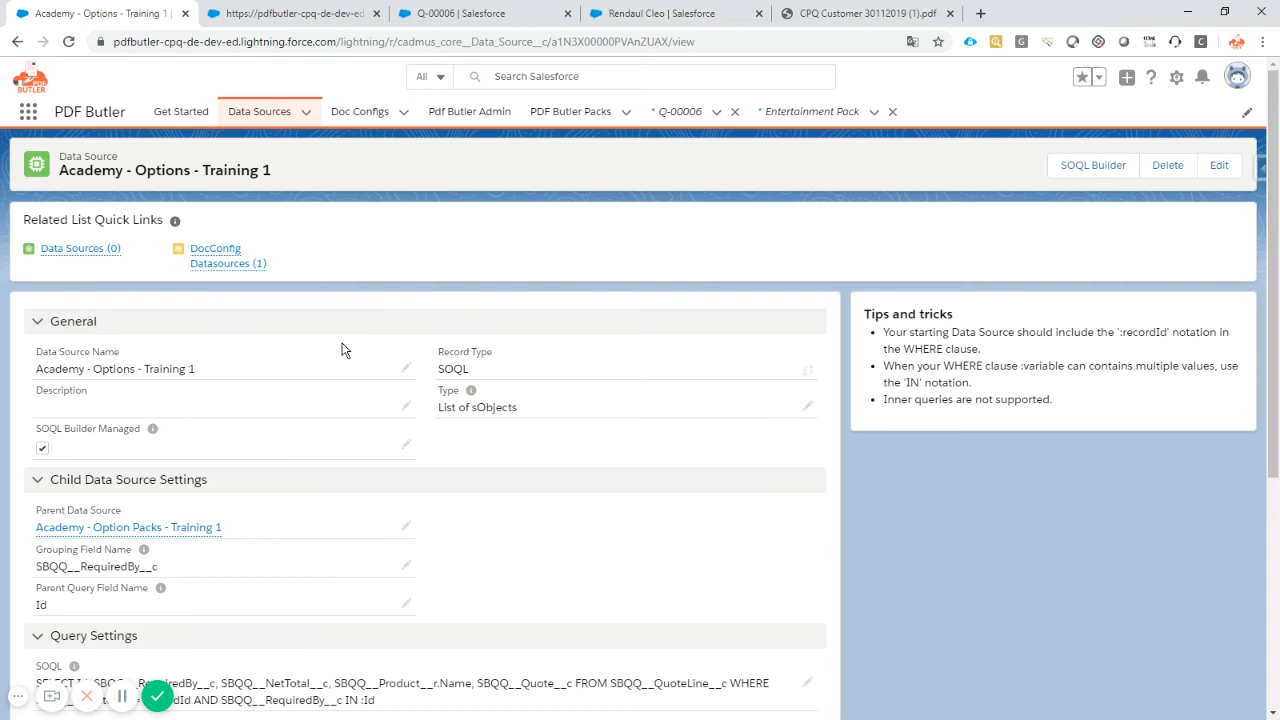 Academy - Options - Training 1
https://pdfbutler-cpq-de-dev-ed
Q-00006 | Salesforce
Rendaul Cleo | Salesforce
CPQ Customer 30112019 (1).pdf
pdfbutler-cpq-de-dev-ed.lightning.force.com/lightning/r/cadmus_core__Data_Source__c/a1N3X00000PVAnZUAX/view
BUTLER
All
Search Salesforce
PDF Butler
Get Started
Data Sources
Doc Configs
Pdf Butler Admin
PDF Butler Packs
* Q-00006
* Entertainment Pack
Data Source
Academy - Options - Training 1
SOQL Builder
Delete
Edit
Related List Quick Links
Data Sources (0)
DocConfig
Datasources (1)
General
Data Source Name
Academy - Options - Training 1
Record Type
SOQL
Description
Type
List of sObjects
SOQL Builder Managed
Child Data Source Settings
Parent Data Source
Academy - Option Packs - Training 1
Grouping Field Name
SBQQ__RequiredBy__c
Parent Query Field Name
Id
Query Settings
SOQL
SBQQ__NetTotal__c, SBQQ__Product__r.Name, SBQQ__Quote__c FROM SBQQ__QuoteLine__c WHERE
AND SBQQ__RequiredBy__c IN :Id
Tips and tricks
Your starting Data Source should include the ':recordId' notation in
the WHERE clause.
When your WHERE clause :variable can contains multiple values, use
the 'IN' notation.
Inner queries are not supported.